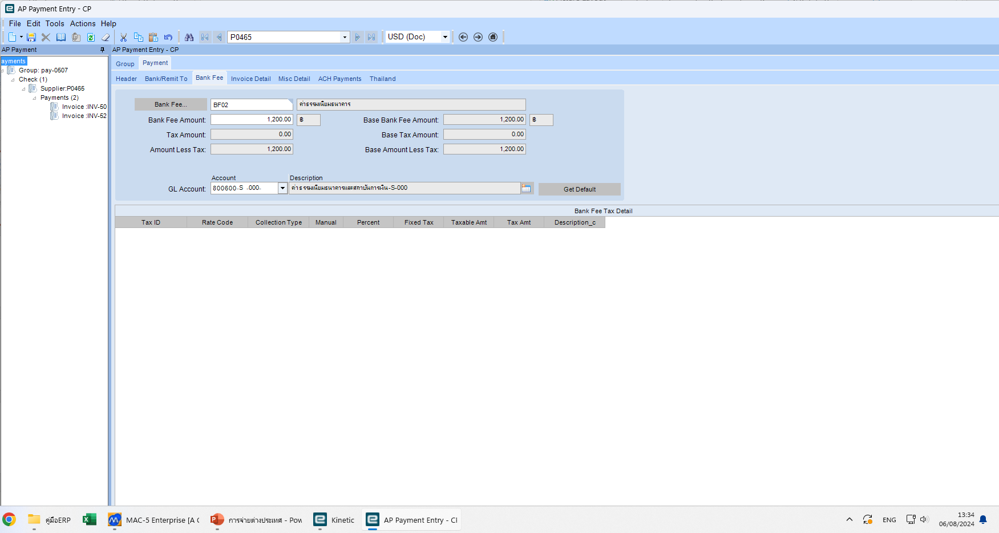 AP Payment Entry - CP
File Edit Tools Actions Help
P0465 USD (Doc)
AP Payment
AP Payment Entry - CP
ayments
Group: pay-0507
Check (1)
Supplier:P0465
Payments (2)
Invoice :INV-50
Invoice :INV-52
Group Payment
Header Bank/Remit To Bank Fee Invoice Detail Misc Detail ACH Payments Thailand
Bank Fee... BF02 ค่าธรรมเนียมธนาคาร
Bank Fee Amount: 1,200.00 ฿ Base Bank Fee Amount: 1,200.00 ฿
Tax Amount: 0.00 Base Tax Amount: 0.00
Amount Less Tax: 1,200.00 Base Amount Less Tax: 1,200.00
Account Description
GL Account: 800600-S -000- ค่าธรรมเนียมธนาคารและสถาบันการเงิน-S-000 Get Default
Bank Fee Tax Detail
Tax ID Rate Code Collection Type Manual Percent Fixed Tax Taxable Amt Tax Amt Description_c
คู่มือERP MAC-5 Enterprise [A การจ่ายต่างประเทศ - Pow Kinetic AP Payment Entry - CP ENG 13:34
06/08/2024